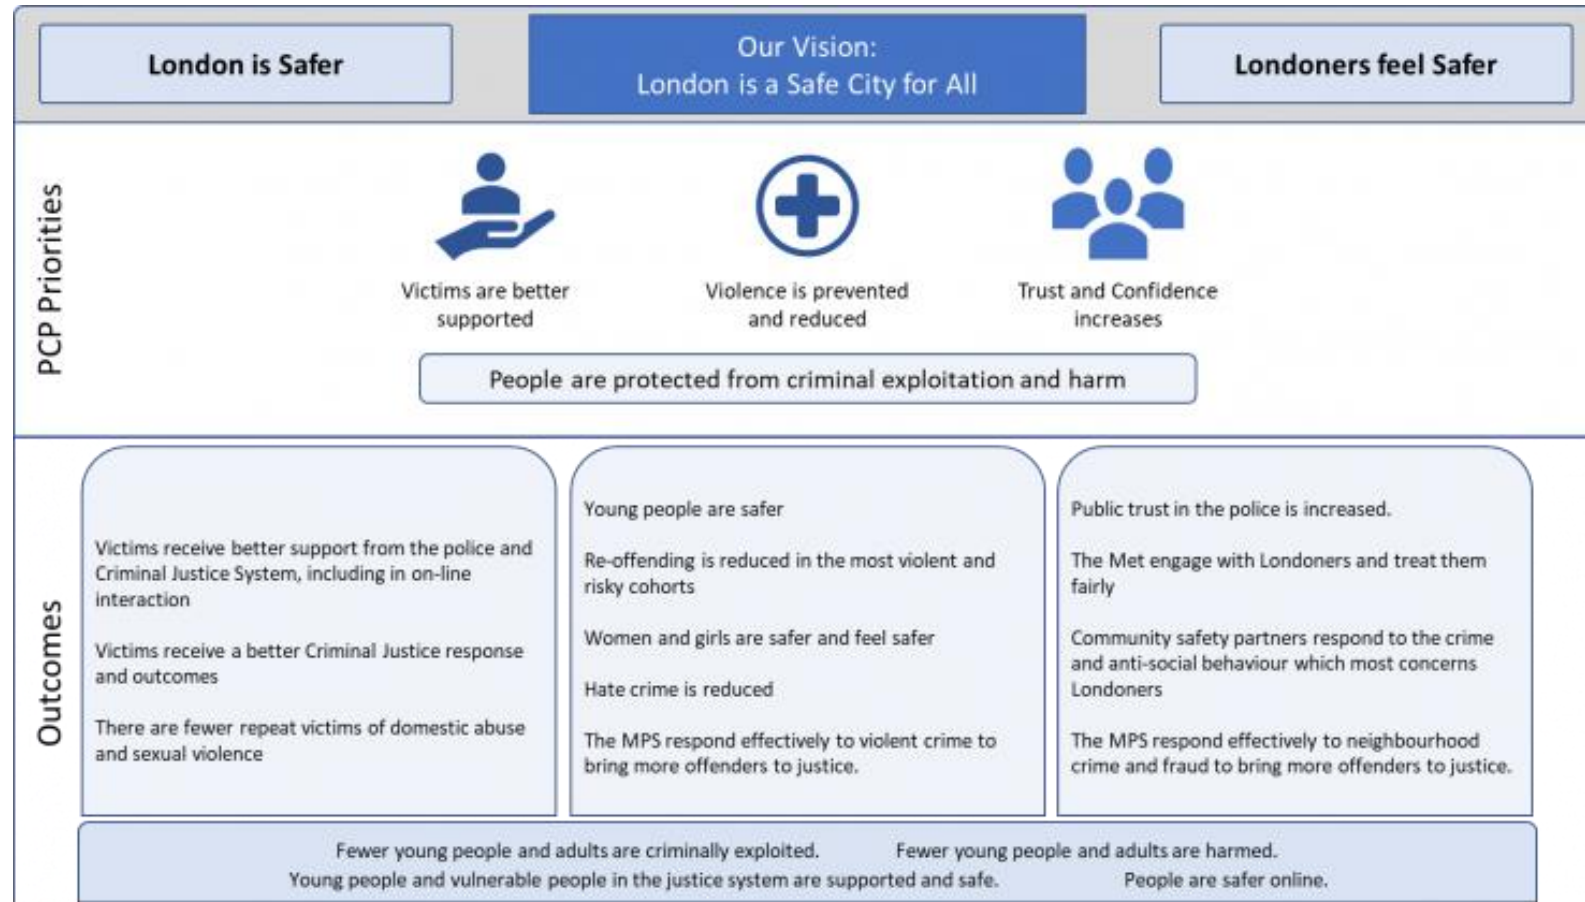 London is Safer
Our Vision:
London is a Safe City for All
Londoners feel Safer
PCP Priorities
Victims are better
supported
Violence is prevented
and reduced
Trust and Confidence
increases
People are protected from criminal exploitation and harm
Outcomes
Victims receive better support from the police and
Criminal Justice System, including in on-line
interaction
Victims receive a better Criminal Justice response
and outcomes
There are fewer repeat victims of domestic abuse
and sexual violence
Young people are safer
Re-offending is reduced in the most violent and
risky cohorts
Women and girls are safer and feel safer
Hate crime is reduced
The MPS respond effectively to violent crime to
bring more offenders to justice.
Public trust in the police is increased.
The Met engage with Londoners and treat them
fairly
Community safety partners respond to the crime
and anti-social behaviour which most concerns
Londoners
The MPS respond effectively to neighbourhood
crime and fraud to bring more offenders to justice.
Fewer young people and adults are criminally exploited. Fewer young people and adults are harmed.
Young people and vulnerable people in the justice system are supported and safe. People are safer online.